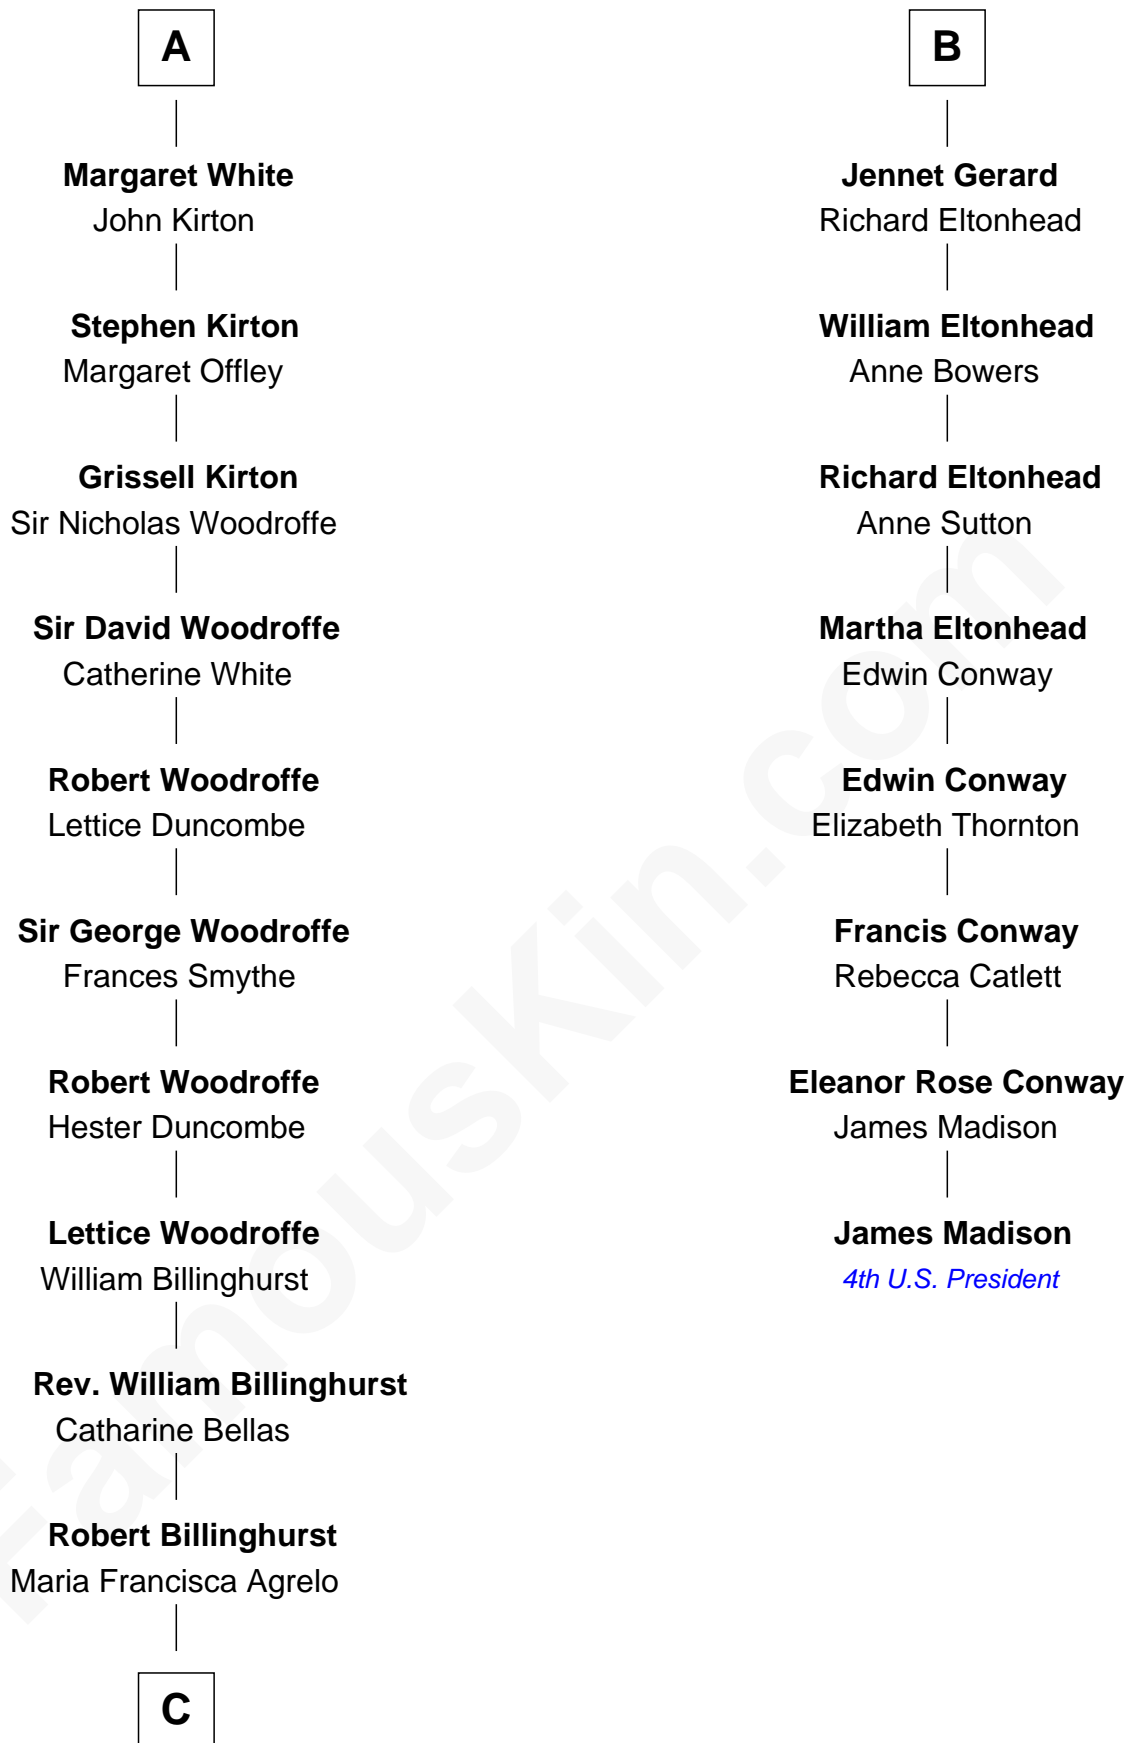 A
Margaret White
John Kirton
Stephen Kirton
Margaret Offley
Grissell Kirton
Sir Nicholas Woodroffe
Sir David Woodroffe
Catherine White
Robert Woodroffe
Lettice Duncombe
Sir George Woodroffe
Frances Smythe
Robert Woodroffe
Hester Duncombe
Lettice Woodroffe
William Billinghurst
Rev. William Billinghurst
Catharine Bellas
Robert Billinghurst
Maria Francisca Agrelo
C
B
Jennet Gerard
Richard Eltonhead
William Eltonhead
Anne Bowers
Richard Eltonhead
Anne Sutton
Martha Eltonhead
Edwin Conway
Edwin Conway
Elizabeth Thornton
Francis Conway
Rebecca Catlett
Eleanor Rose Conway
James Madison
James Madison
4th U.S. President
FamousKin.com